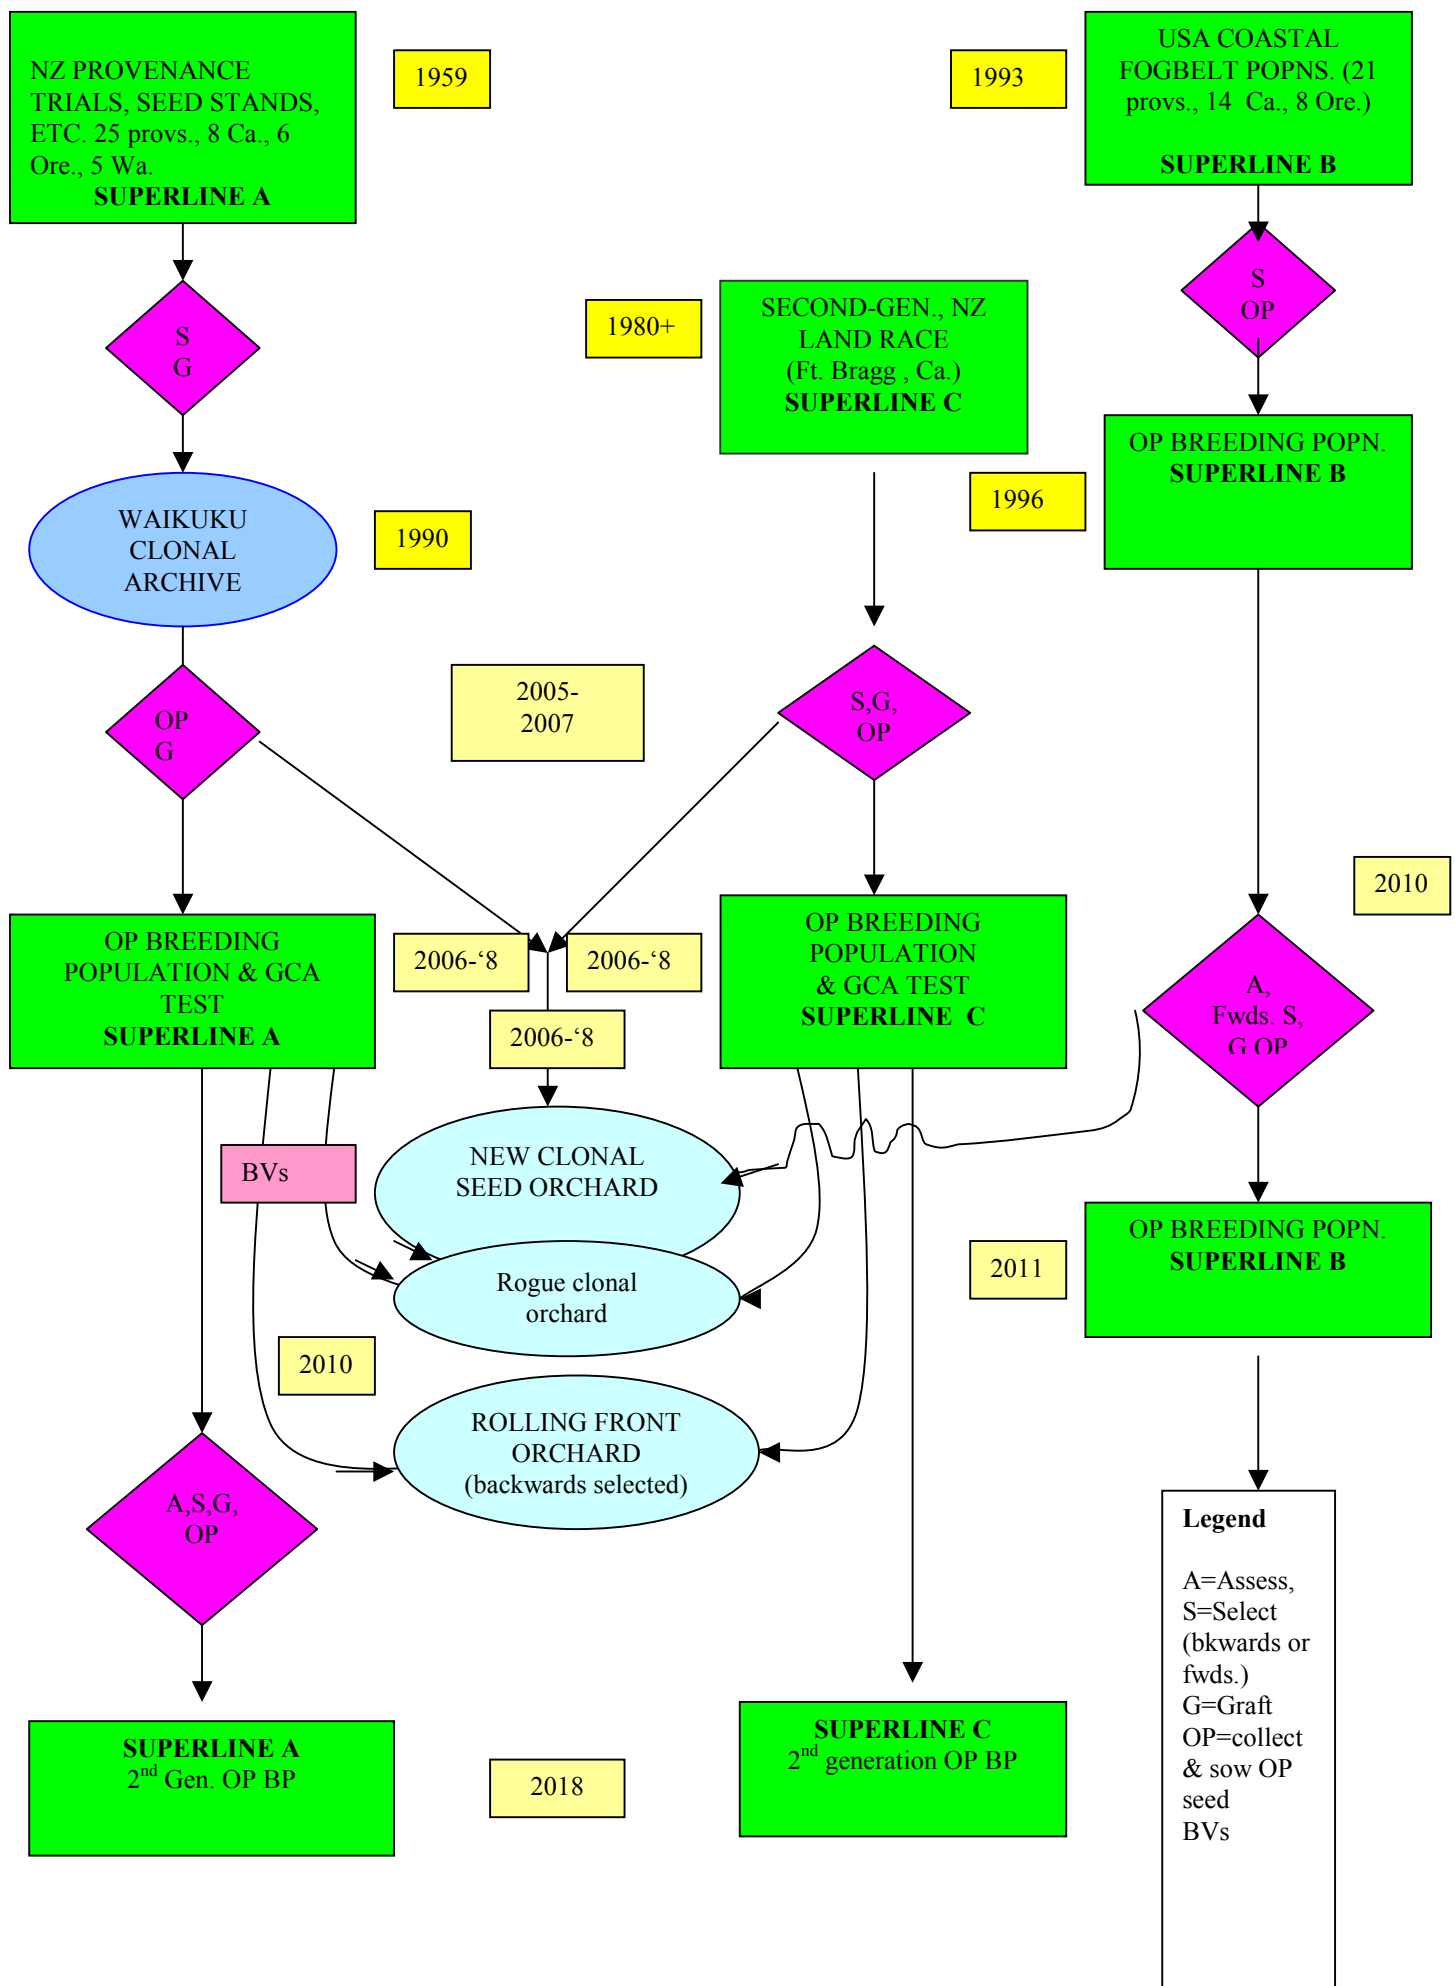 NZ PROVENANCE
TRIALS, SEED STANDS,
ETC. 25 provs., 8 Ca., 6
Ore., 5 Wa.
SUPERLINE A
1959
1993
USA COASTAL
FOGBELT POPNS. (21
provs., 14 Ca., 8 Ore.)
SUPERLINE B
S
G
1980+
SECOND-GEN., NZ
LAND RACE
(Ft. Bragg , Ca.)
SUPERLINE C
S
OP
WAIKUKU
CLONAL
ARCHIVE
1990
1996
OP BREEDING POPN.
SUPERLINE B
OP
G
2005-
2007
S,G,
OP
2010
OP BREEDING
POPULATION & GCA
TEST
SUPERLINE A
2006-‘8
2006-‘8
2006-‘8
OP BREEDING
POPULATION
& GCA TEST
SUPERLINE C
A,
Fwds. S,
G OP
BVs
NEW CLONAL
SEED ORCHARD
Rogue clonal
orchard
2011
OP BREEDING POPN.
SUPERLINE B
2010
ROLLING FRONT
ORCHARD
(backwards selected)
A,S,G,
OP
Legend
A=Assess,
S=Select
(bkwards or
fwds.)
G=Graft
OP=collect
& sow OP
seed
BVs
SUPERLINE A
2nd Gen. OP BP
2018
SUPERLINE C
2nd generation OP BP